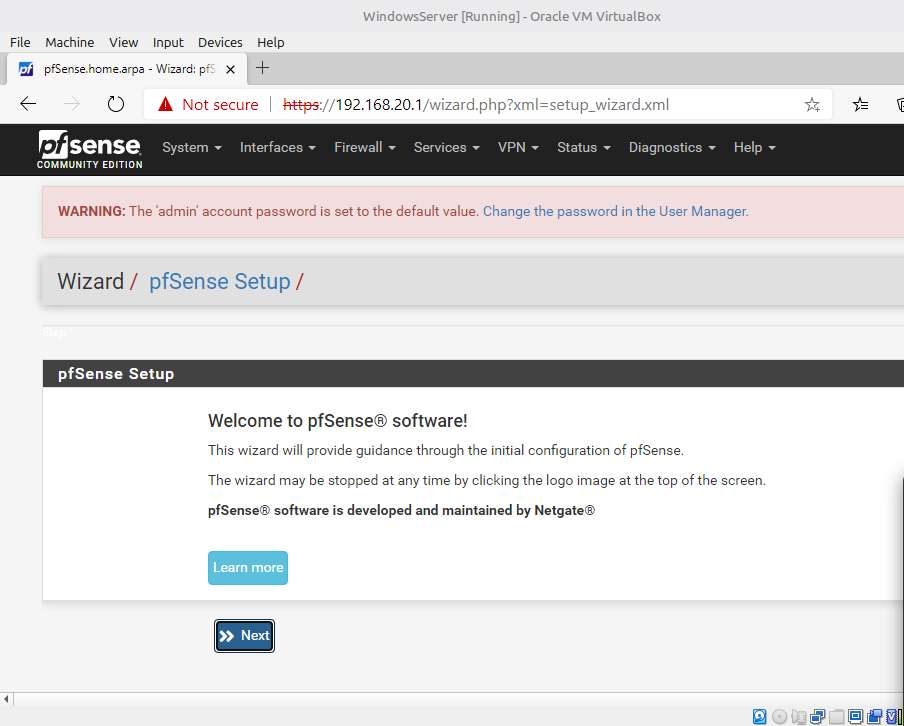 WindowsServer [Running] - Oracle VM VirtualBox
File Machine View Input Devices Help
pfSense.home.arpa - Wizard: pfS
Not secure https://192.168.20.1/wizard.php?xml=setup_wizard.xml
pfsense
COMMUNITY EDITION
System Interfaces Firewall Services VPN Status Diagnostics Help
WARNING: The 'admin' account password is set to the default value. Change the password in the User Manager.
Wizard / pfSense Setup /
Step
pfSense Setup
Welcome to pfSense® software!
This wizard will provide guidance through the initial configuration of pfSense.
The wizard may be stopped at any time by clicking the logo image at the top of the screen.
pfSense® software is developed and maintained by Netgate®
Learn more
Next